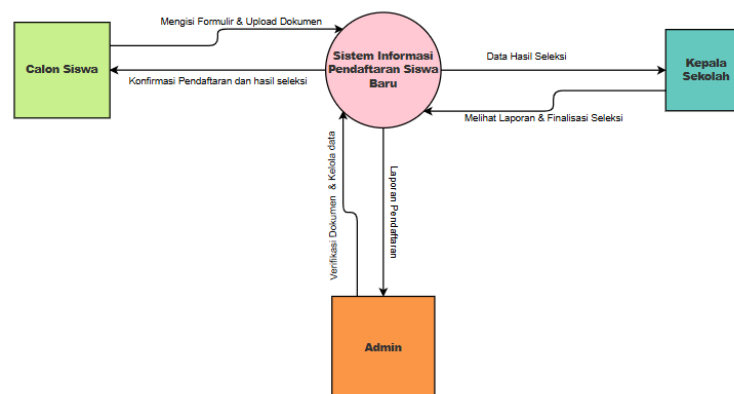 Mengisi Formulir & Upload Dokumen
Calon Siswa
Konfirmasi Pendaftaran dan hasil seleksi
Sistem Informasi
Pendaftaran Siswa
Baru
Data Hasil Seleksi
Kepala
Sekolah
Melihat Laporan & Finalisasi Seleksi
Verifikasi Dokumen & Kelola data
Laporan Pendaftaran
Admin